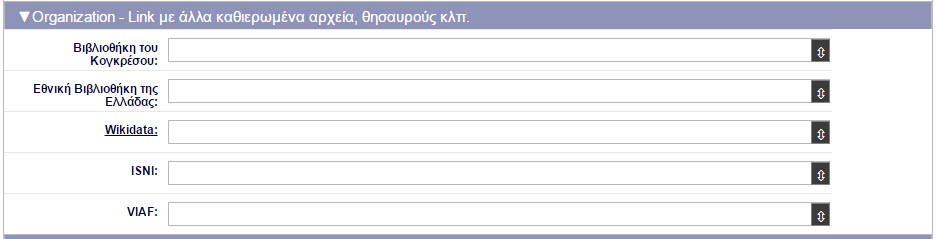 ▼Organization - Link με άλλα καθιερωμένα αρχεία, θησαυρούς κλπ.
Βιβλιοθήκη του
Κογκρέσου:
Εθνική Βιβλιοθήκη της
Ελλάδας:
Wikidata:
ISNI:
VIAF: